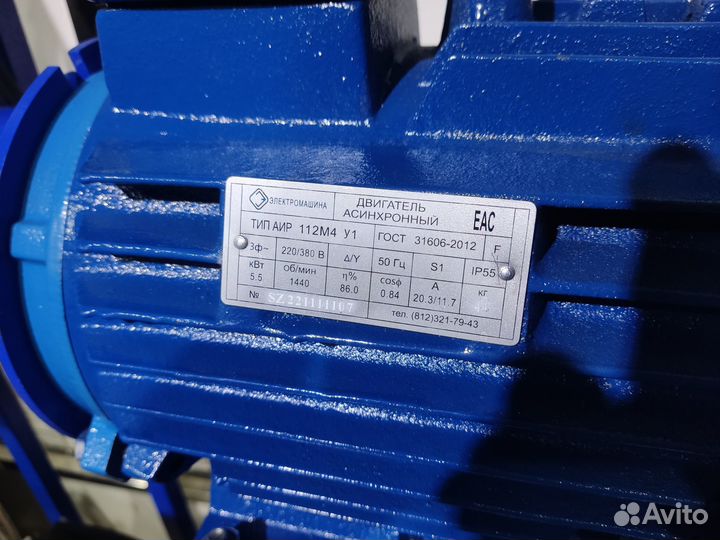 ЭЛЕКТРОМАШИНА ДВИГАТЕЛЬ АСИНХРОННЫЙ EAC
ТИП АИР 112М4 У1 ГОСТ 31606-2012 F
3ф~ 220/380 В Δ/Y 50 Гц S1 IP55
кВт об/мин η% cosϕ А кг
5.5 1440 86.0 0.84 20.3/11.7
№ SZ221111107 тел. (812)321-79-43
Avito